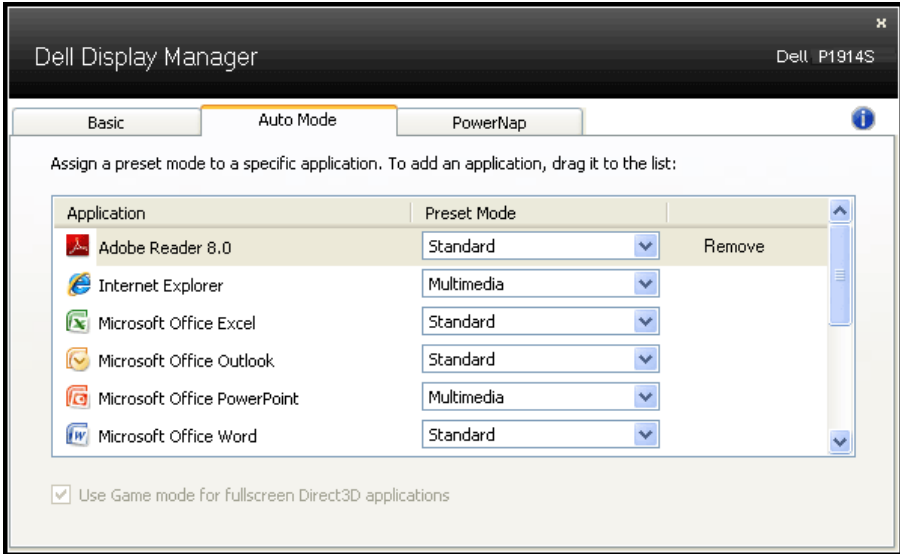 Dell Display Manager
Dell P1914S
Basic Auto Mode PowerNap
Assign a preset mode to a specific application. To add an application, drag it to the list:
Application Preset Mode
Adobe Reader 8.0 Standard Remove
Internet Explorer Multimedia
Microsoft Office Excel Standard
Microsoft Office Outlook Standard
Microsoft Office PowerPoint Multimedia
Microsoft Office Word Standard
Use Game mode for fullscreen Direct3D applications